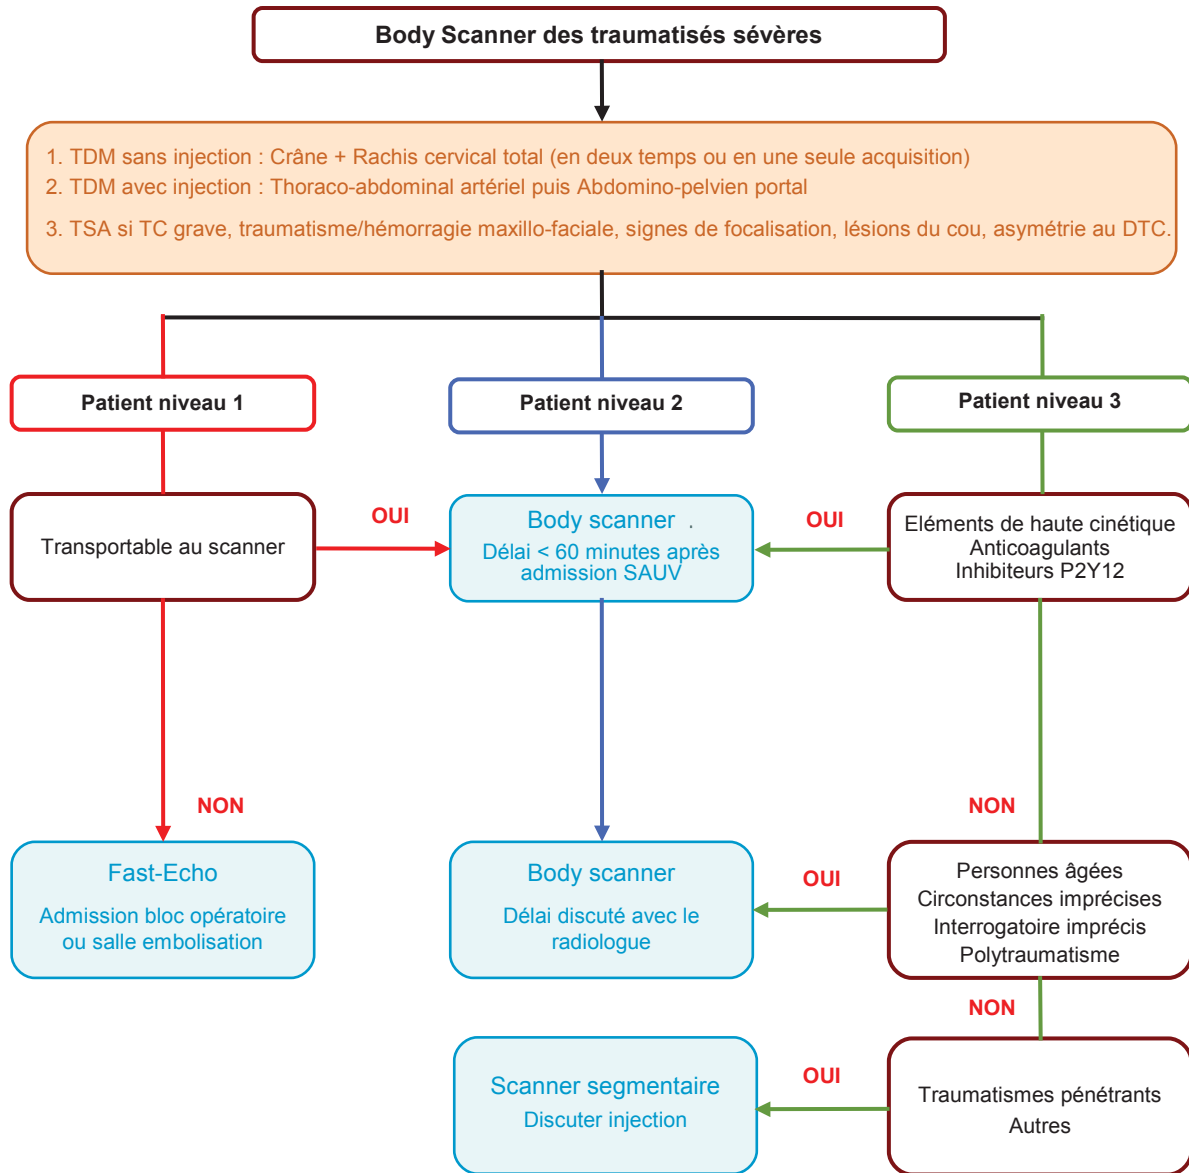 Body Scanner des traumatisés sévères
1. TDM sans injection : Crâne + Rachis cervical total (en deux temps ou en une seule acquisition)
2. TDM avec injection : Thoraco-abdominal artériel puis Abdomino-pelvien portal
3. TSA si TC grave, traumatisme/hémorragie maxillo-faciale, signes de focalisation, lésions du cou, asymétrie au DTC.
Patient niveau 1
Patient niveau 2
Patient niveau 3
Transportable au scanner
OUI
Body scanner .
Délai < 60 minutes après
admission SAUV
OUI
Eléments de haute cinétique
Anticoagulants
Inhibiteurs P2Y12
NON
NON
Fast-Echo
Admission bloc opératoire
ou salle embolisation
Body scanner
Délai discuté avec le
radiologue
OUI
Personnes âgées
Circonstances imprécises
Interrogatoire imprécis
Polytraumatisme
NON
Scanner segmentaire
Discuter injection
OUI
Traumatismes pénétrants
Autres